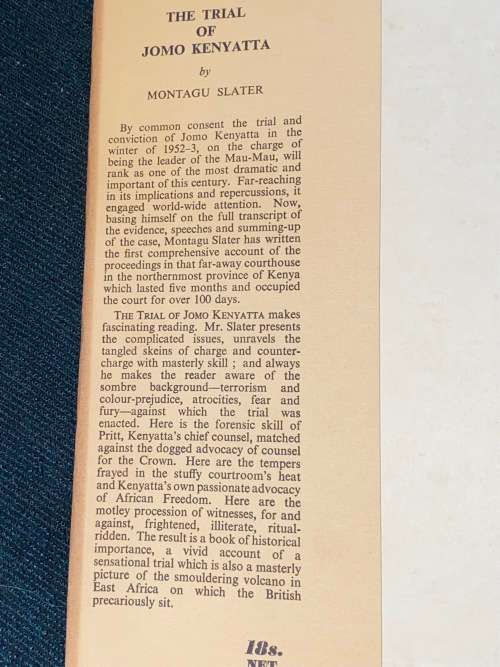 THE TRIAL
OF
JOMO KENYATTA
by
MONTAGU SLATER
By common consent the trial and
conviction of Jomo Kenyatta in the
winter of 1952–3, on the charge of
being the leader of the Mau-Mau, will
rank as one of the most dramatic and
important of this century. Far-reaching
in its implications and repercussions, it
engaged world-wide attention. Now,
basing himself on the full transcript of
the evidence, speeches and summing-up
of the case, Montagu Slater has written
the first comprehensive account of the
proceedings in that far-away courthouse
in the northernmost province of Kenya
which lasted five months and occupied
the court for over 100 days.
THE TRIAL OF JOMO KENYATTA makes
fascinating reading. Mr. Slater presents
the complicated issues, unravels the
tangled skeins of charge and counter-
charge with masterly skill ; and always
he makes the reader aware of the
sombre background—terrorism and
colour-prejudice, atrocities, fear and
fury—against which the trial was
enacted. Here is the forensic skill of
Pritt, Kenyatta's chief counsel, matched
against the dogged advocacy of counsel
for the Crown. Here are the tempers
frayed in the stuffy courtroom's heat
and Kenyatta's own passionate advocacy
of African Freedom. Here are the
motley procession of witnesses, for and
against, frightened, illiterate, ritual-
ridden. The result is a book of historical
importance, a vivid account of a
sensational trial which is also a masterly
picture of the smouldering volcano in
East Africa on which the British
precariously sit.
18s.
NET